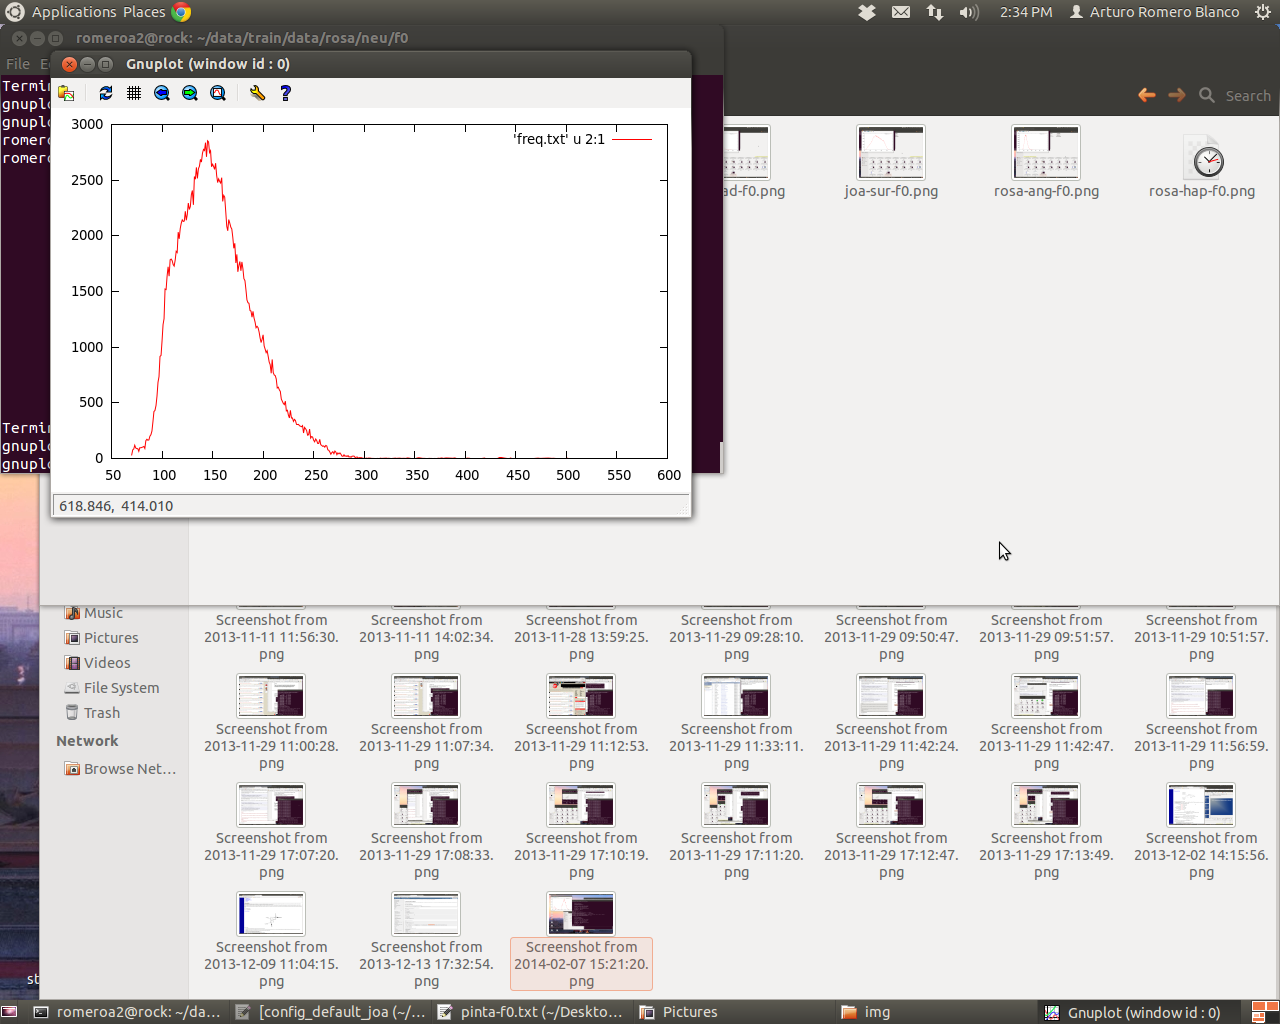 Applications Places
2:34 PM Arturo Romero Blanco
romeroa2@rock: ~/data/train/data/rosa/neu/f0
File
Gnuplot (window id : 0)
Search
'freq.txt' u 2:1
3000
2500
2000
1500
1000
500
0
50 100 150 200 250 300 350 400 450 500 550 600
618.846, 414.010
ad-f0.png joa-sur-f0.png rosa-ang-f0.png rosa-hap-f0.png
Music
Pictures
Videos
File System
Trash
Network
Browse Net...
Screenshot from 2013-11-11 11:56:30.png
Screenshot from 2013-11-11 14:02:34.png
Screenshot from 2013-11-28 13:59:25.png
Screenshot from 2013-11-29 09:28:10.png
Screenshot from 2013-11-29 09:50:47.png
Screenshot from 2013-11-29 09:51:57.png
Screenshot from 2013-11-29 10:51:57.png
Screenshot from 2013-11-29 11:00:28.png
Screenshot from 2013-11-29 11:07:34.png
Screenshot from 2013-11-29 11:12:53.png
Screenshot from 2013-11-29 11:33:11.png
Screenshot from 2013-11-29 11:42:24.png
Screenshot from 2013-11-29 11:42:47.png
Screenshot from 2013-11-29 11:56:59.png
Screenshot from 2013-11-29 17:07:20.png
Screenshot from 2013-11-29 17:08:33.png
Screenshot from 2013-11-29 17:10:19.png
Screenshot from 2013-11-29 17:11:20.png
Screenshot from 2013-11-29 17:12:47.png
Screenshot from 2013-11-29 17:13:49.png
Screenshot from 2013-12-02 14:15:56.png
Screenshot from 2013-12-09 11:04:15.png
Screenshot from 2013-12-13 17:32:54.png
Screenshot from 2014-02-07 15:21:20.png
romeroa2@rock: ~/da... [config_default_joa (~/... pinta-f0.txt (~/Deskto... Pictures img Gnuplot (window id : 0)